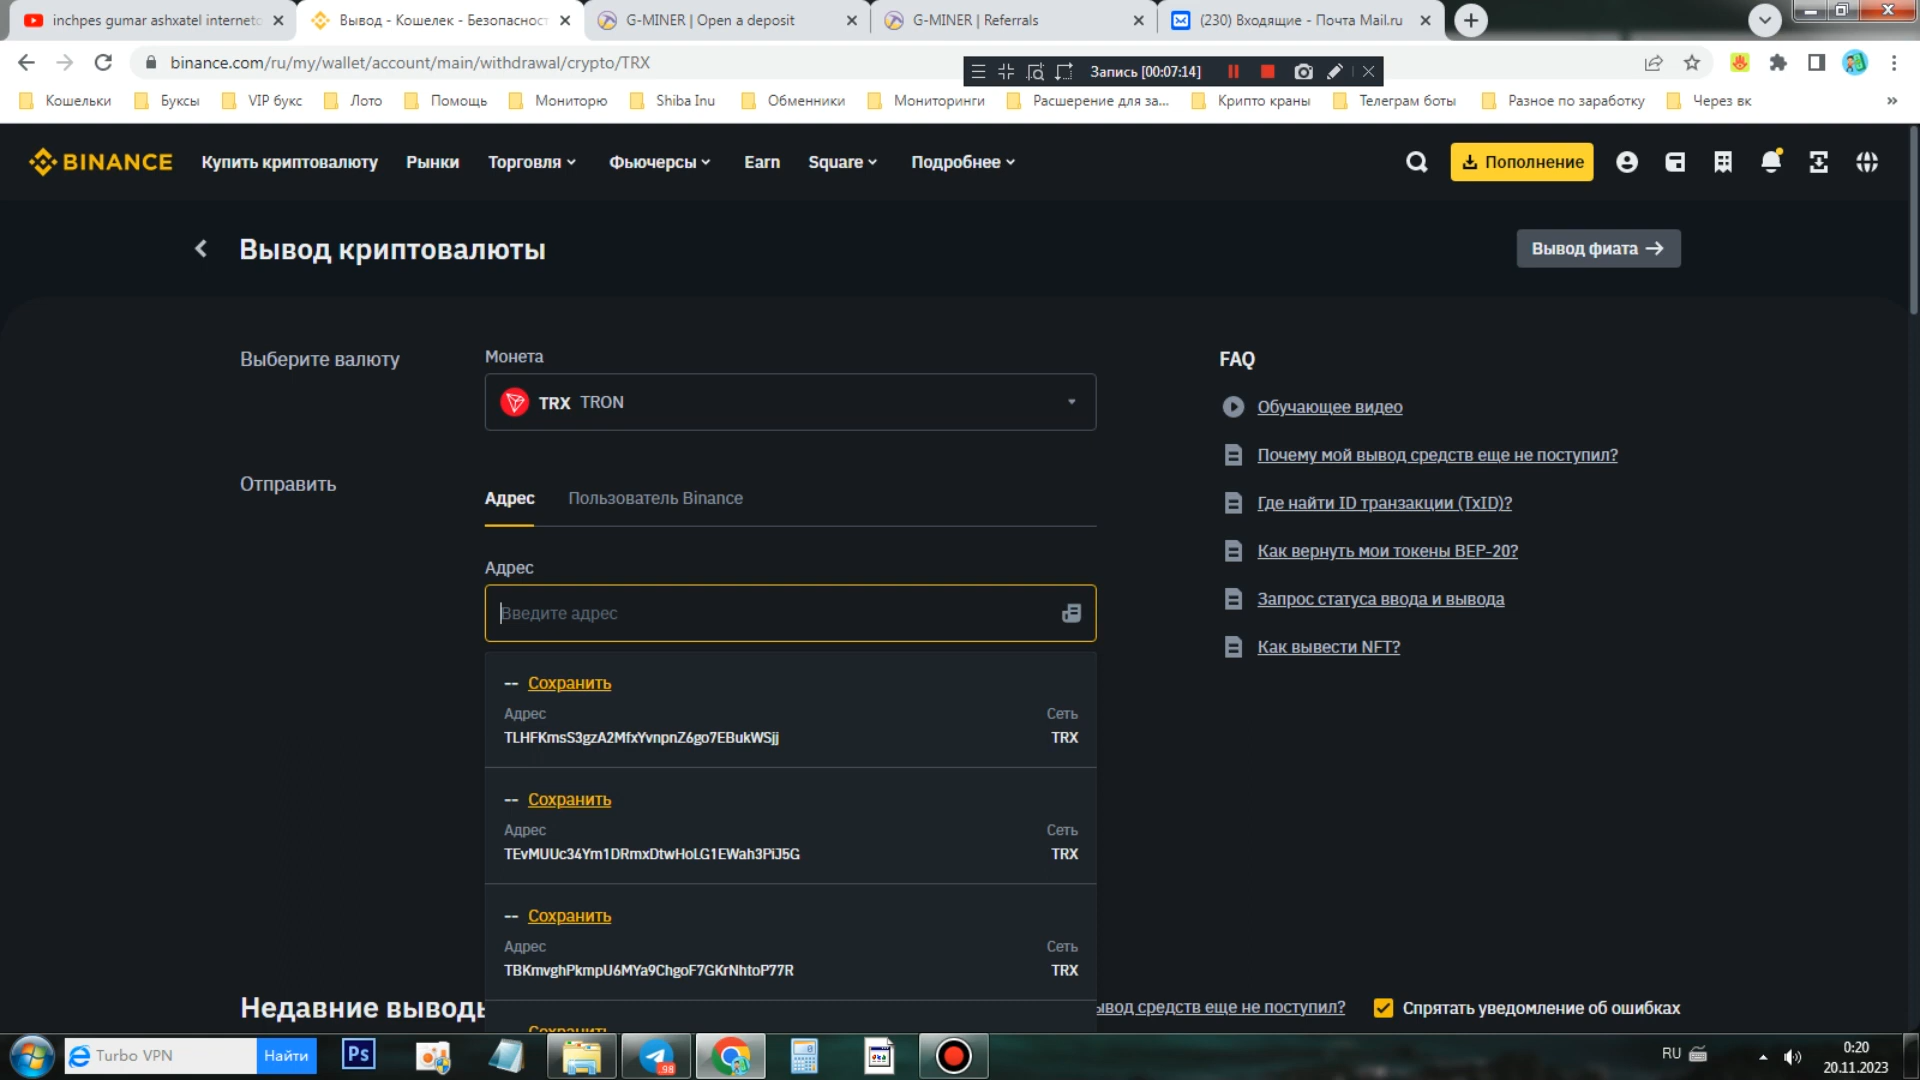 inchpes gumar ashxatel interneto
Вывод - Кошелек - Безопасност
G-MINER | Open a deposit
G-MINER | Referrals
(230) Входящие - Почта Mail.ru
binance.com/ru/my/wallet/account/main/withdrawal/crypto/TRX
Запись [00:07:14]
Кошельки
Буксы
VIP букс
Лото
Помощь
Мониторю
Shiba Inu
Обменники
Мониторинги
Расшерение для за...
Крипто краны
Телеграм боты
Разное по заработку
Через вк
»
BINANCE
Купить криптовалюту
Рынки
Торговля
Фьючерсы
Earn
Square
Подробнее
Пополнение
Вывод криптовалюты
Вывод фиата →
Выберите валюту
Монета
TRX TRON
FAQ
Обучающее видео
Почему мой вывод средств еще не поступил?
Отправить
Адрес
Пользователь Binance
Где найти ID транзакции (TxID)?
Как вернуть мои токены BEP-20?
Адрес
Введите адрес
Запрос статуса ввода и вывода
Как вывести NFT?
-- Сохранить
Адрес
Сеть
TLHFKmsS3gzA2MfxYvnpnZ6go7EBukWSjj
TRX
-- Сохранить
Адрес
Сеть
TEvMUUc34Ym1DRmxDtwHoLG1EWah3PiJ5G
TRX
-- Сохранить
Адрес
Сеть
TBKmvghPkmpU6MYa9ChgoF7GKrNhtoP77R
TRX
Сохранить
Недавние выводы
ывод средств еще не поступил?
Спрятать уведомление об ошибках
Turbo VPN
Найти
Ps
98
RU
0:20
20.11.2023